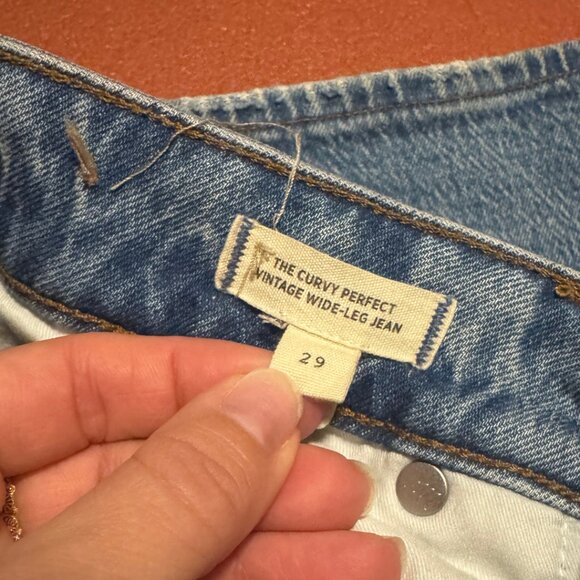 THE CURVY PERFECT
VINTAGE WIDE-LEG JEAN
29